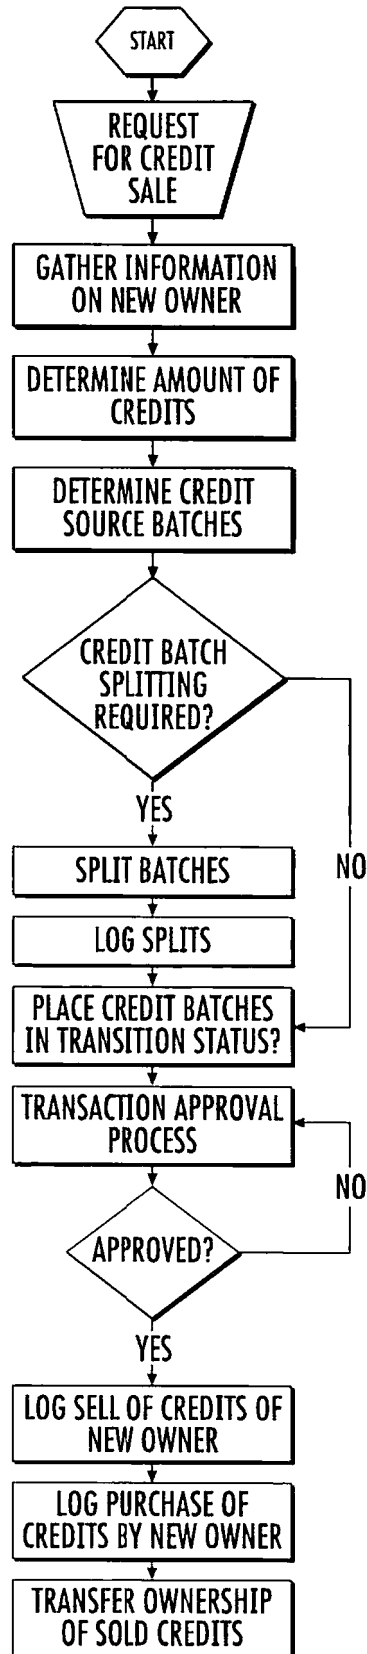 START
REQUEST
FOR CREDIT
SALE
GATHER INFORMATION
ON NEW OWNER
DETERMINE AMOUNT OF
CREDITS
DETERMINE CREDIT
SOURCE BATCHES
CREDIT BATCH
SPLITTING
REQUIRED?
YES
SPLIT BATCHES
NO
LOG SPLITS
PLACE CREDIT BATCHES
IN TRANSITION STATUS?
TRANSACTION APPROVAL
PROCESS
NO
APPROVED?
YES
LOG SELL OF CREDITS OF
NEW OWNER
LOG PURCHASE OF
CREDITS BY NEW OWNER
TRANSFER OWNERSHIP
OF SOLD CREDITS